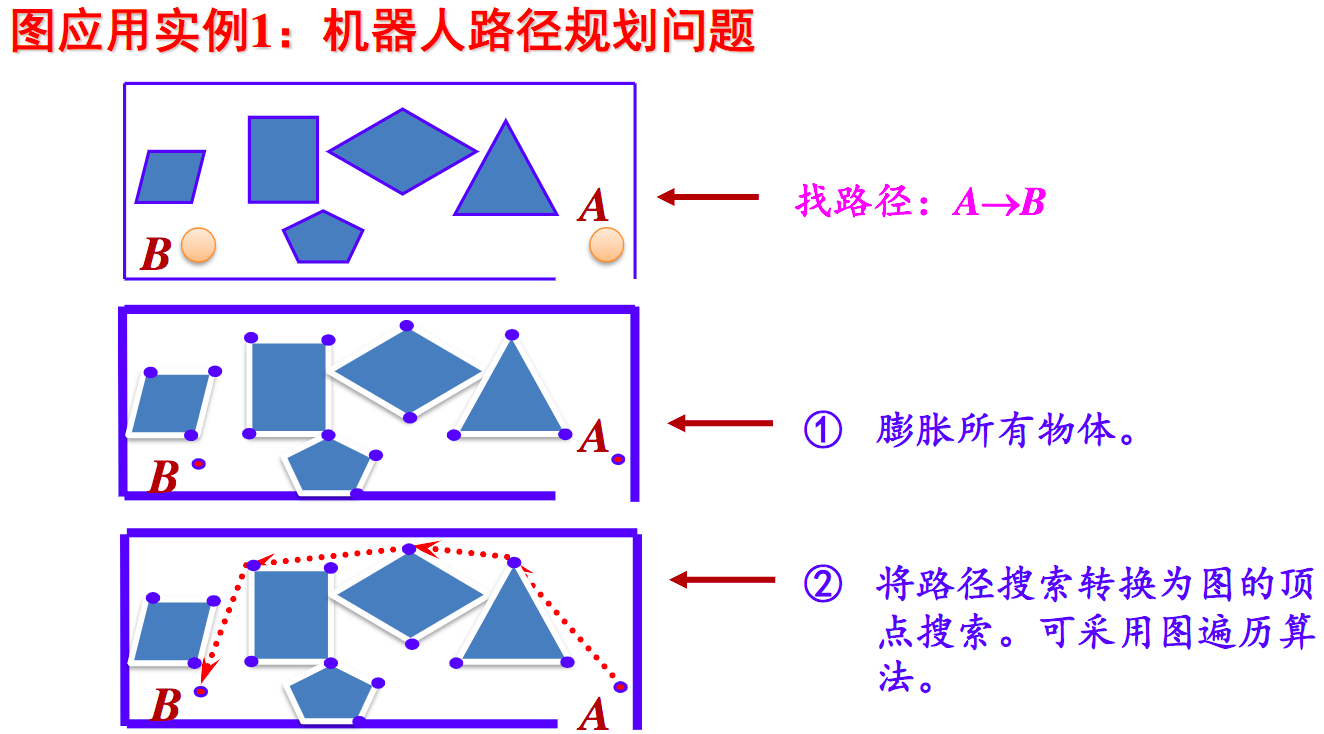 图应用实例1：机器人路径规划问题
A
B
找路径：A→B
A
B
① 膨胀所有物体。
② 将路径搜索转换为图的顶
点搜索。可采用图遍历算
法。
B
A